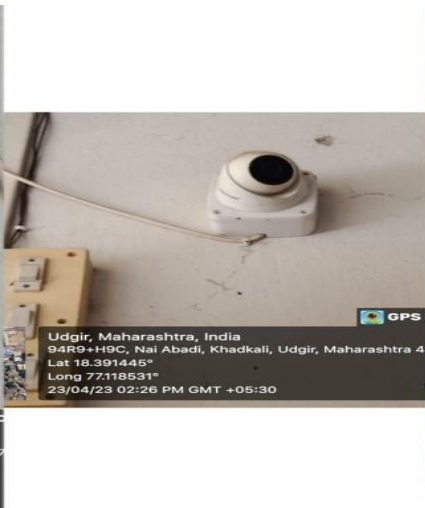 GPS
Udgir, Maharashtra, India
94R9+H9C, Nai Abadi, Khadkali, Udgir, Maharashtra 4
Lat 18.391445°
Long 77.118531°
23/04/23 02:26 PM GMT +05:30